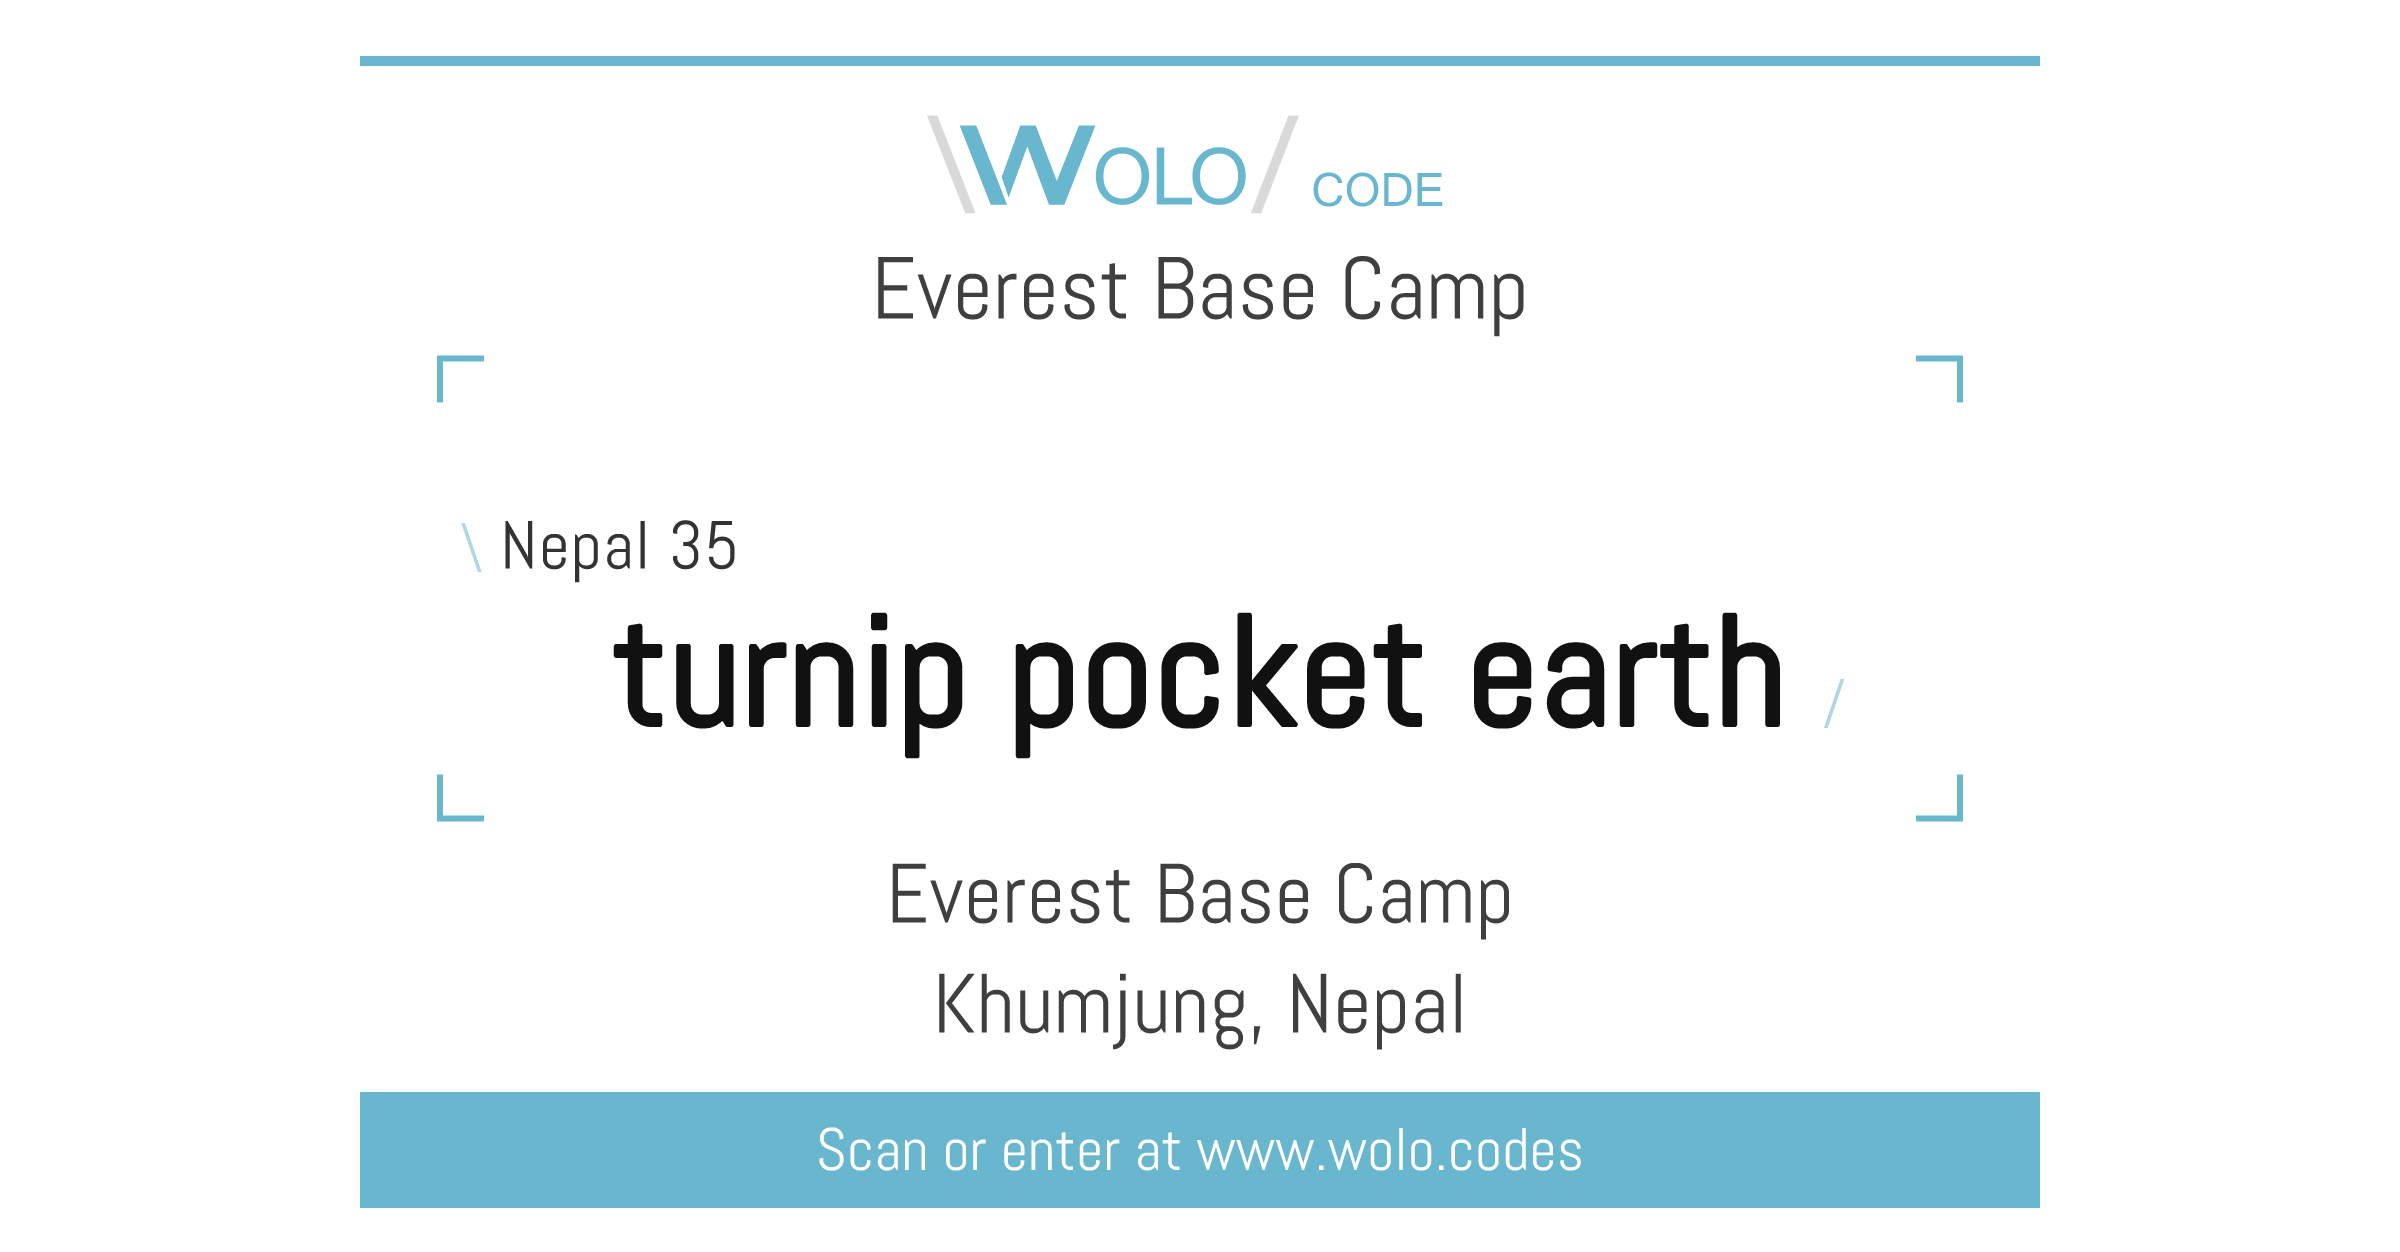 \WOLO/ CODE
Everest Base Camp
\ Nepal 35
turnip pocket earth /
Everest Base Camp
Khumjung, Nepal
Scan or enter at www.wolo.codes